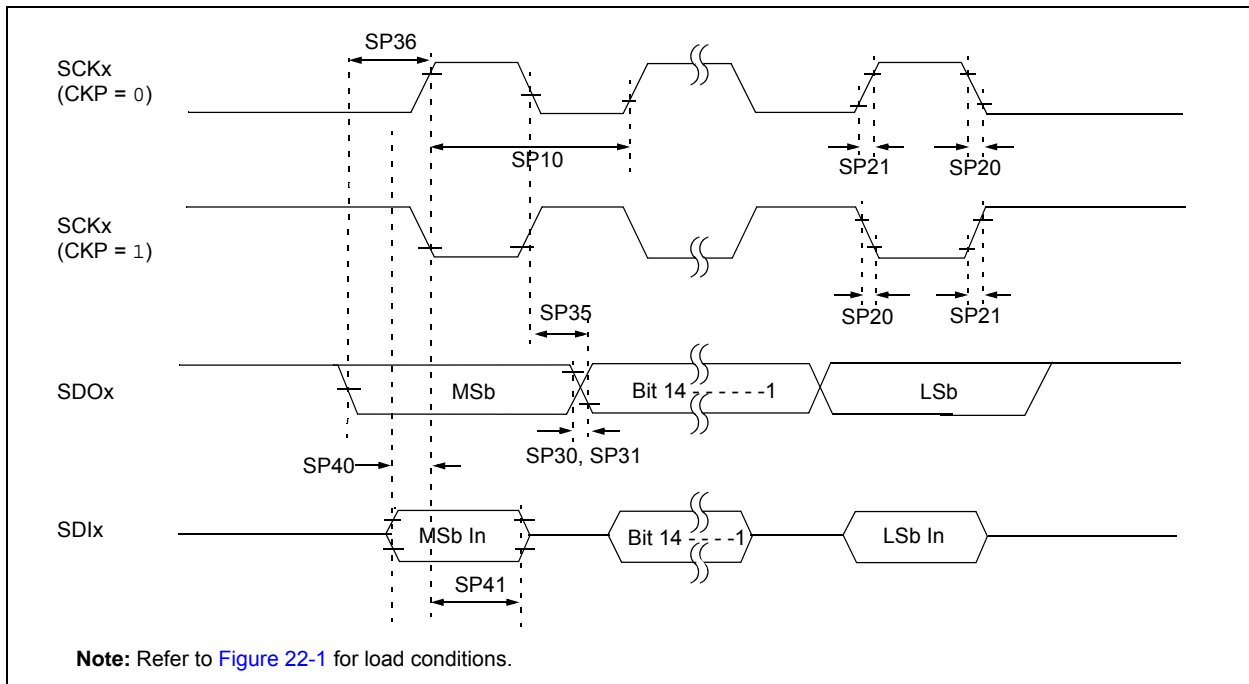 SP36
SCKx
(CKP = 0)
SP10
SP21
SP20
SCKx
(CKP = 1)
SP35
SP20
SP21
SDOx
MSb
Bit 14 - - - - - -1
LSb
SP30, SP31
SP40
SDIx
MSb In
Bit 14 - - - - -1
LSb In
SP41
Note: Refer to Figure 22-1 for load conditions.